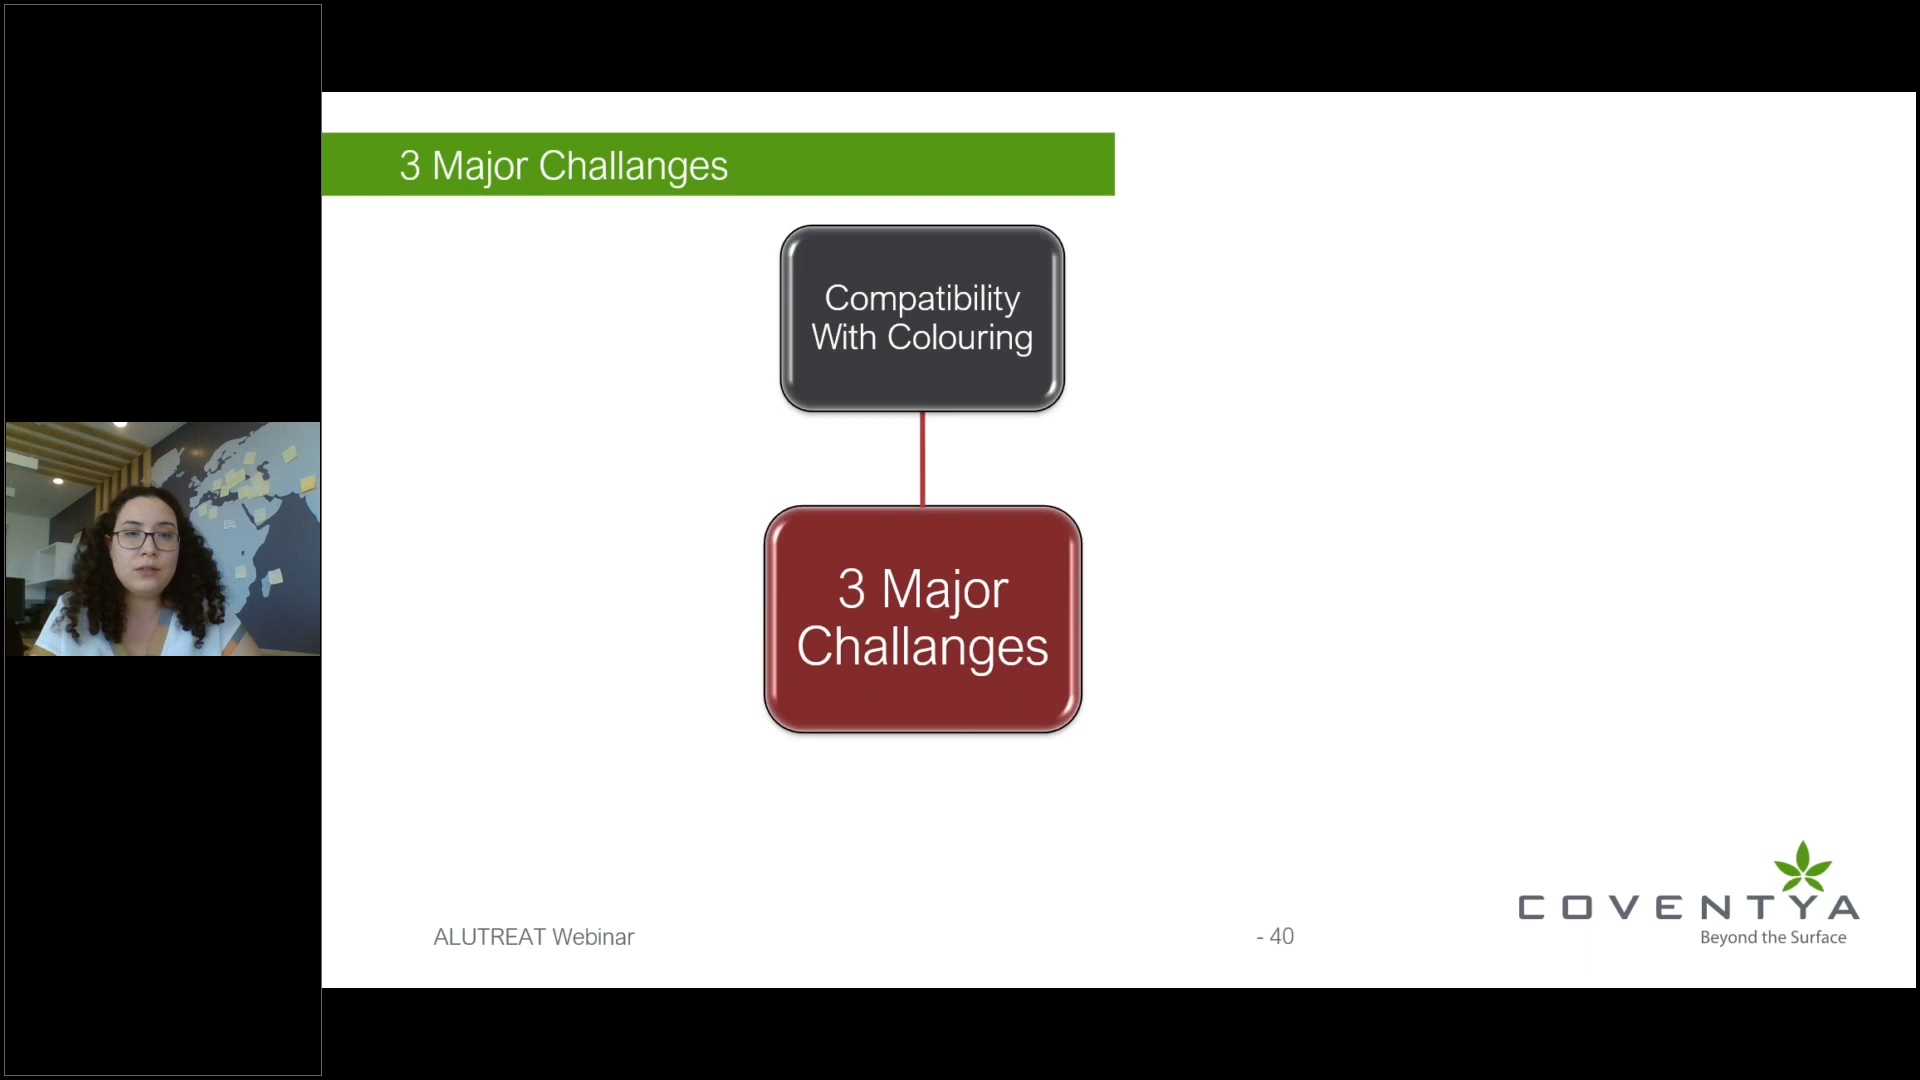 3 Major Challanges
Compatibility
With Colouring
3 Major
Challanges
ALUTREAT Webinar
- 40
COVENTYA
Beyond the Surface